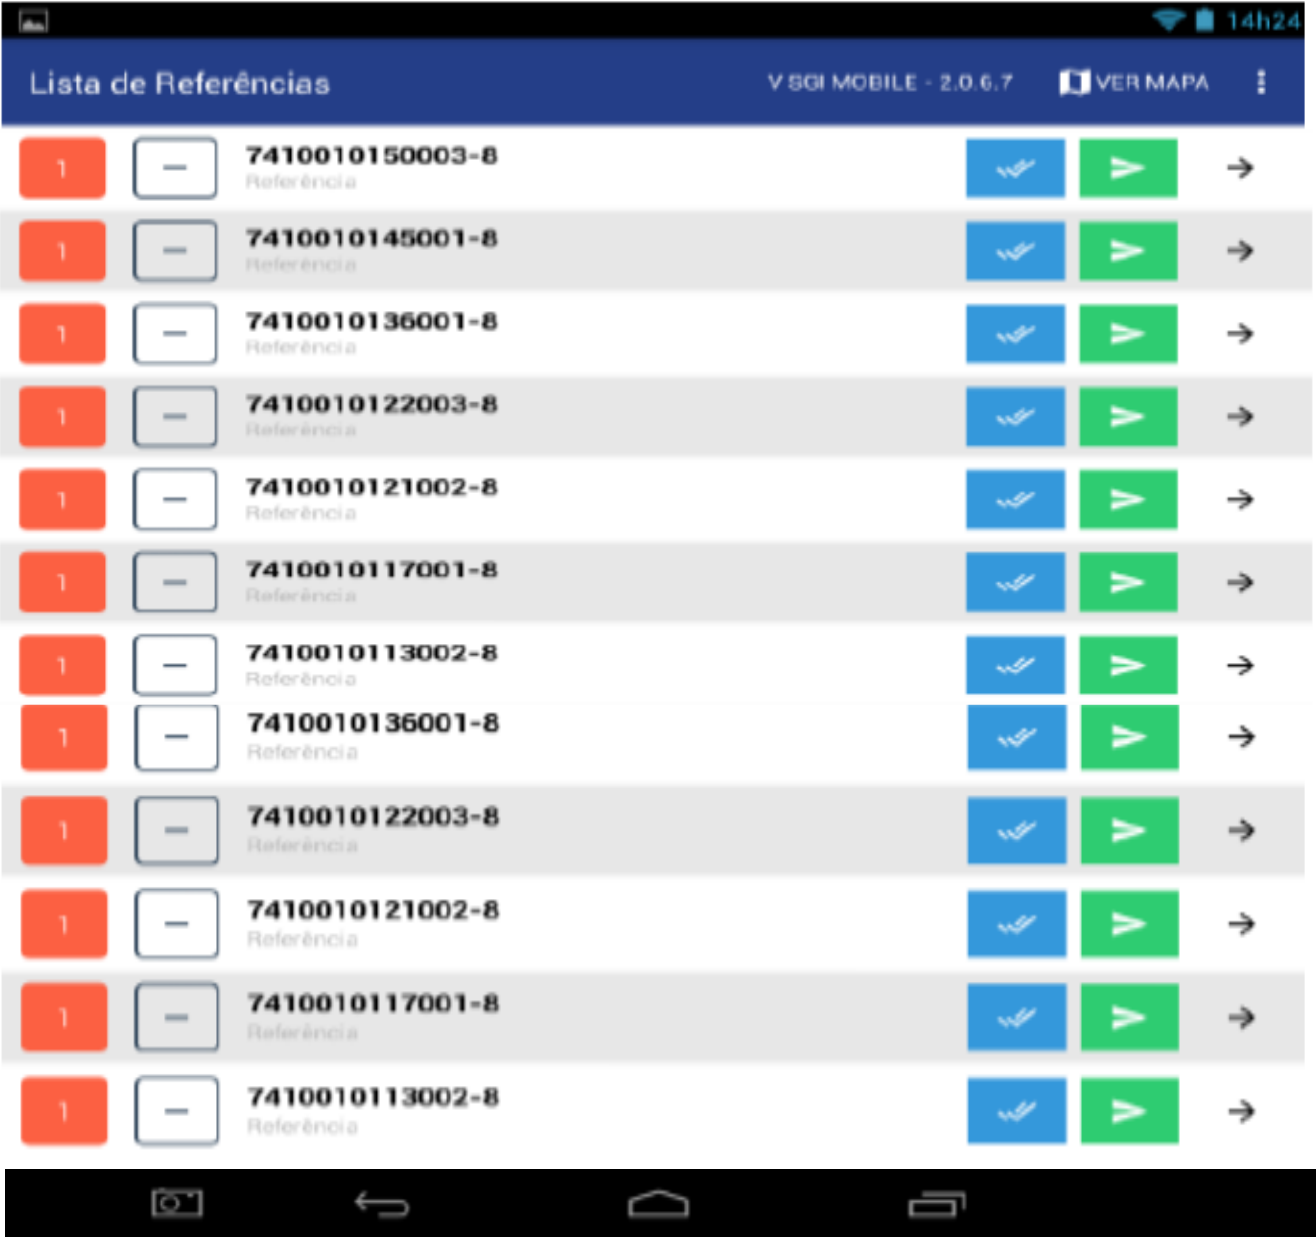 14h24
Lista de Referências V SGI MOBILE - 2.0.6.7 VER MAPA
1 7410010150003-8
Referência
1 7410010145001-8
Referência
1 7410010136001-8
Referência
1 7410010122003-8
Referência
1 7410010121002-8
Referência
1 7410010117001-8
Referência
1 7410010113002-8
Referência
1 7410010136001-8
Referência
1 7410010122003-8
Referência
1 7410010121002-8
Referência
1 7410010117001-8
Referência
1 7410010113002-8
Referência